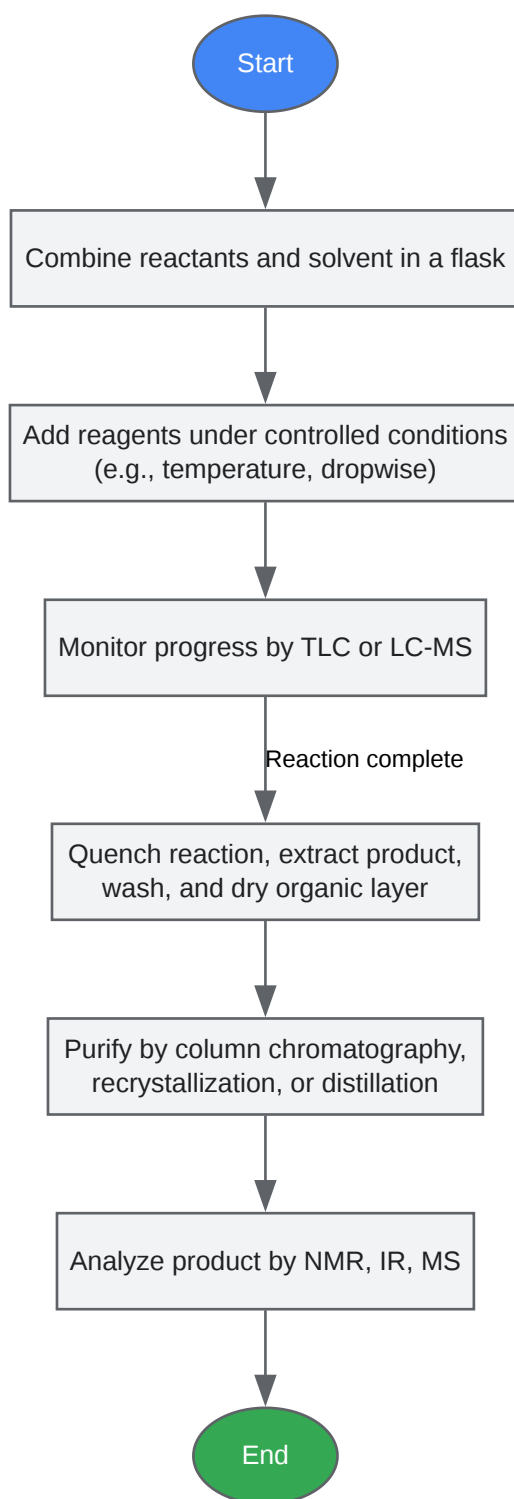 Start
Combine reactants and solvent in a flask
Add reagents under controlled conditions
(e.g., temperature, dropwise)
Monitor progress by TLC or LC-MS
Reaction complete
Quench reaction, extract product,
wash, and dry organic layer
Purify by column chromatography,
recrystallization, or distillation
Analyze product by NMR, IR, MS
End